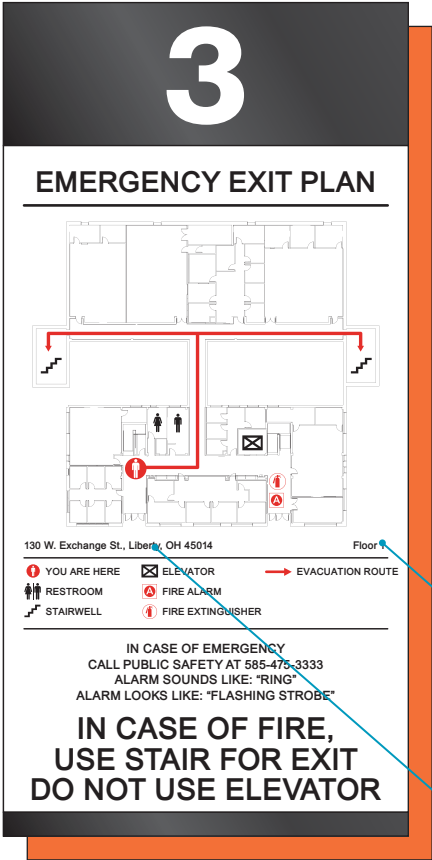 3
EMERGENCY EXIT PLAN
A
130 W. Exchange St., Liberty, OH 45014 Floor
YOU ARE HERE ELEVATOR EVACUATION ROUTE
RESTROOM A FIRE ALARM
STAIRWELL FIRE EXTINGUISHER
IN CASE OF EMERGENCY
CALL PUBLIC SAFETY AT 585-475-3333
ALARM SOUNDS LIKE: “RING”
ALARM LOOKS LIKE: “FLASHING STROBE”
IN CASE OF FIRE,
USE STAIR FOR EXIT
DO NOT USE ELEVATOR